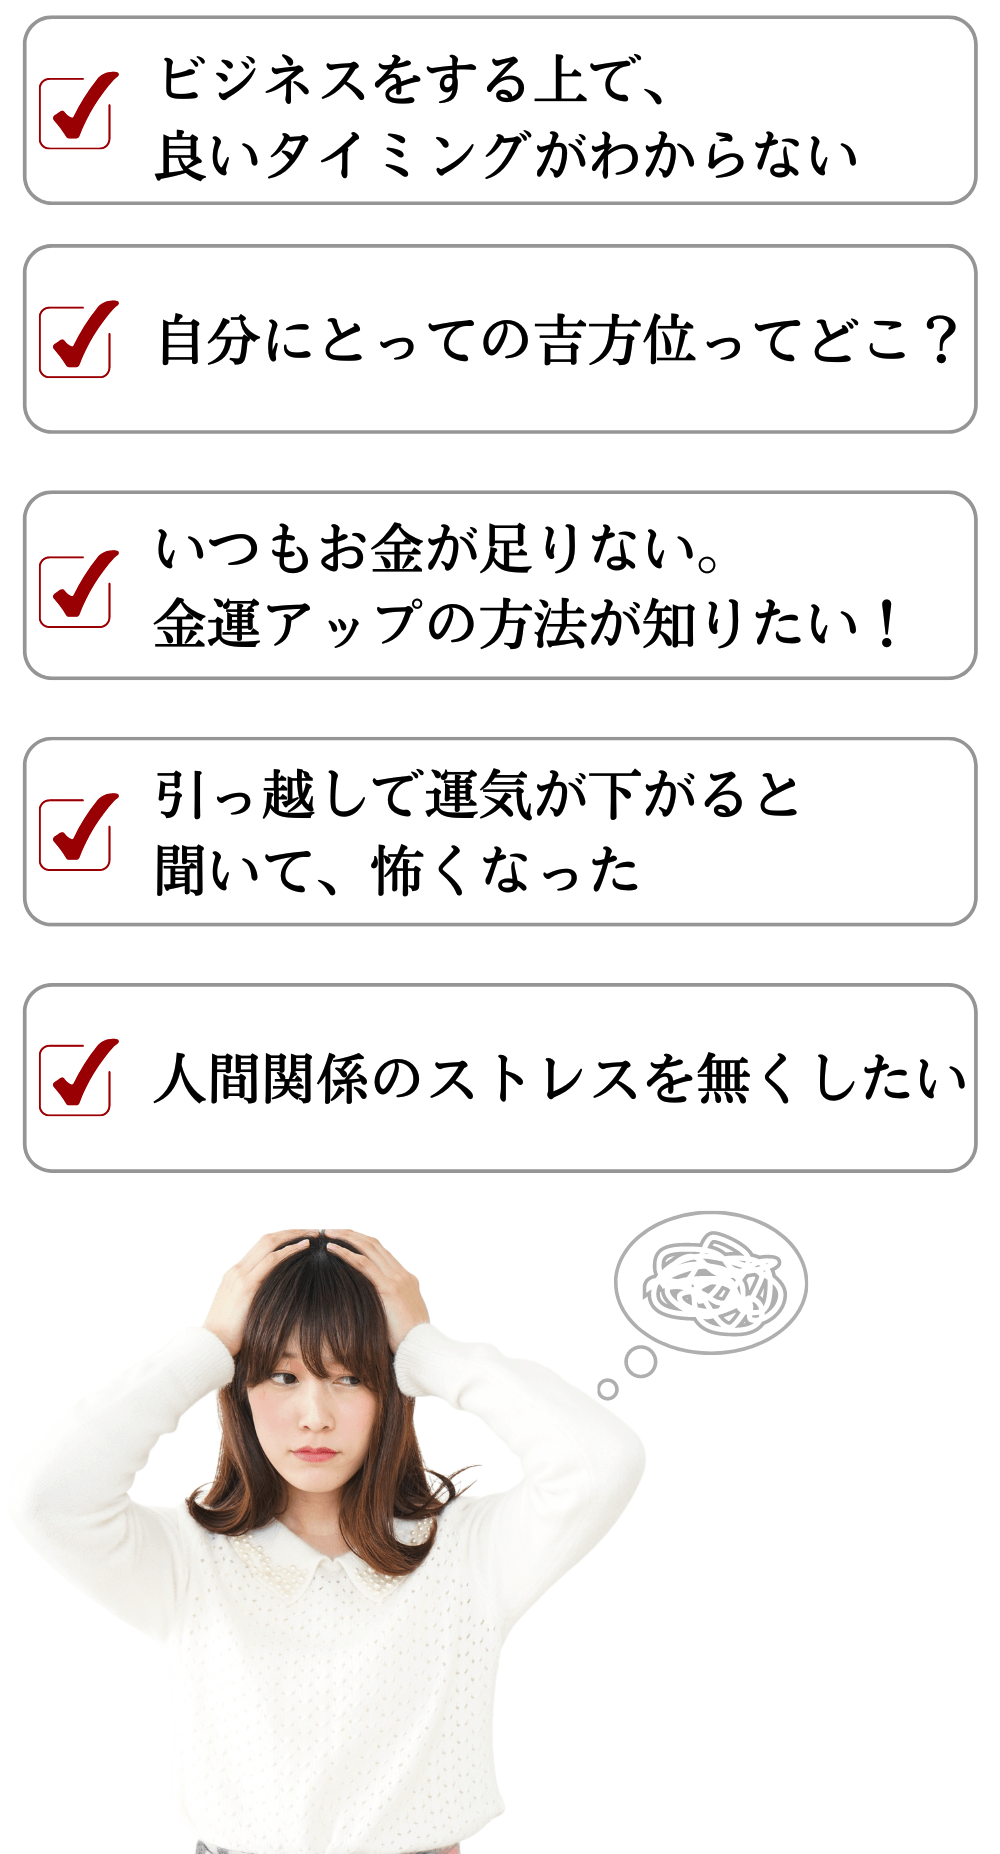 ビジネスをする上で、
良いタイミングがわからない
自分にとっての吉方位ってどこ？
いつもお金が足りない。
金運アップの方法が知りたい！
引っ越しで運気が下がると
聞いて、怖くなった
人間関係のストレスを無くしたい